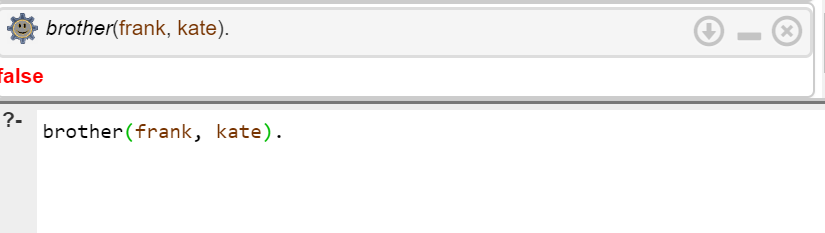 brother(frank, kate).
false
?- brother(frank, kate).